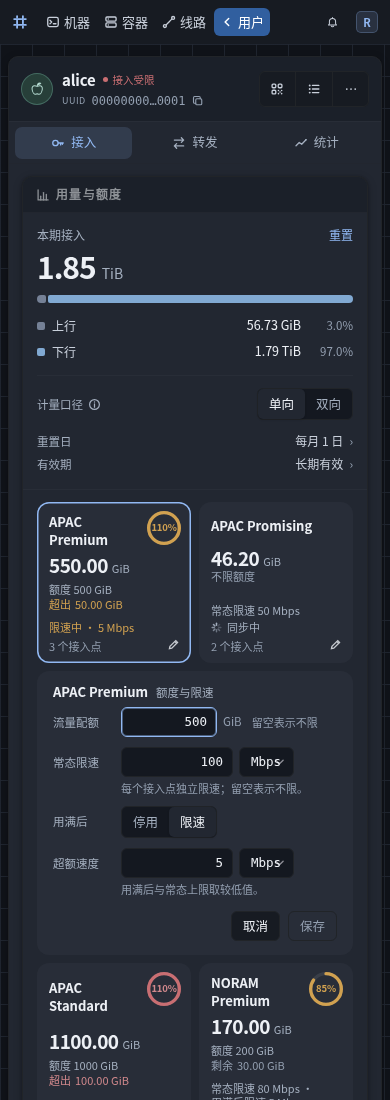 机器 容器 线路 用户 R
alice 接入受限
UUID 00000000…0001
接入 转发 统计
用量与额度
本期接入 重置
1.85 TiB
上行 56.73 GiB 3.0%
下行 1.79 TiB 97.0%
计量口径 单向 双向
重置日 每月 1 日 ›
有效期 长期有效 ›
APAC Premium 110%
550.00 GiB
额度 500 GiB
超出 50.00 GiB
限速中 · 5 Mbps
3 个接入点
APAC Promising
46.20 GiB
不限额度
常态限速 50 Mbps
同步中
2 个接入点
APAC Premium 额度与限速
流量配额 500 GiB 留空表示不限
常态限速 100 Mbps
每个接入点独立限速；留空表示不限。
用满后 停用 限速
超额速度 5 Mbps
用满后与常态上限取较低值。
取消 保存
APAC Standard 110%
1100.00 GiB
额度 1000 GiB
超出 100.00 GiB
NORAM Premium 85%
170.00 GiB
额度 200 GiB
剩余 30.00 GiB
常态限速 80 Mbps ·